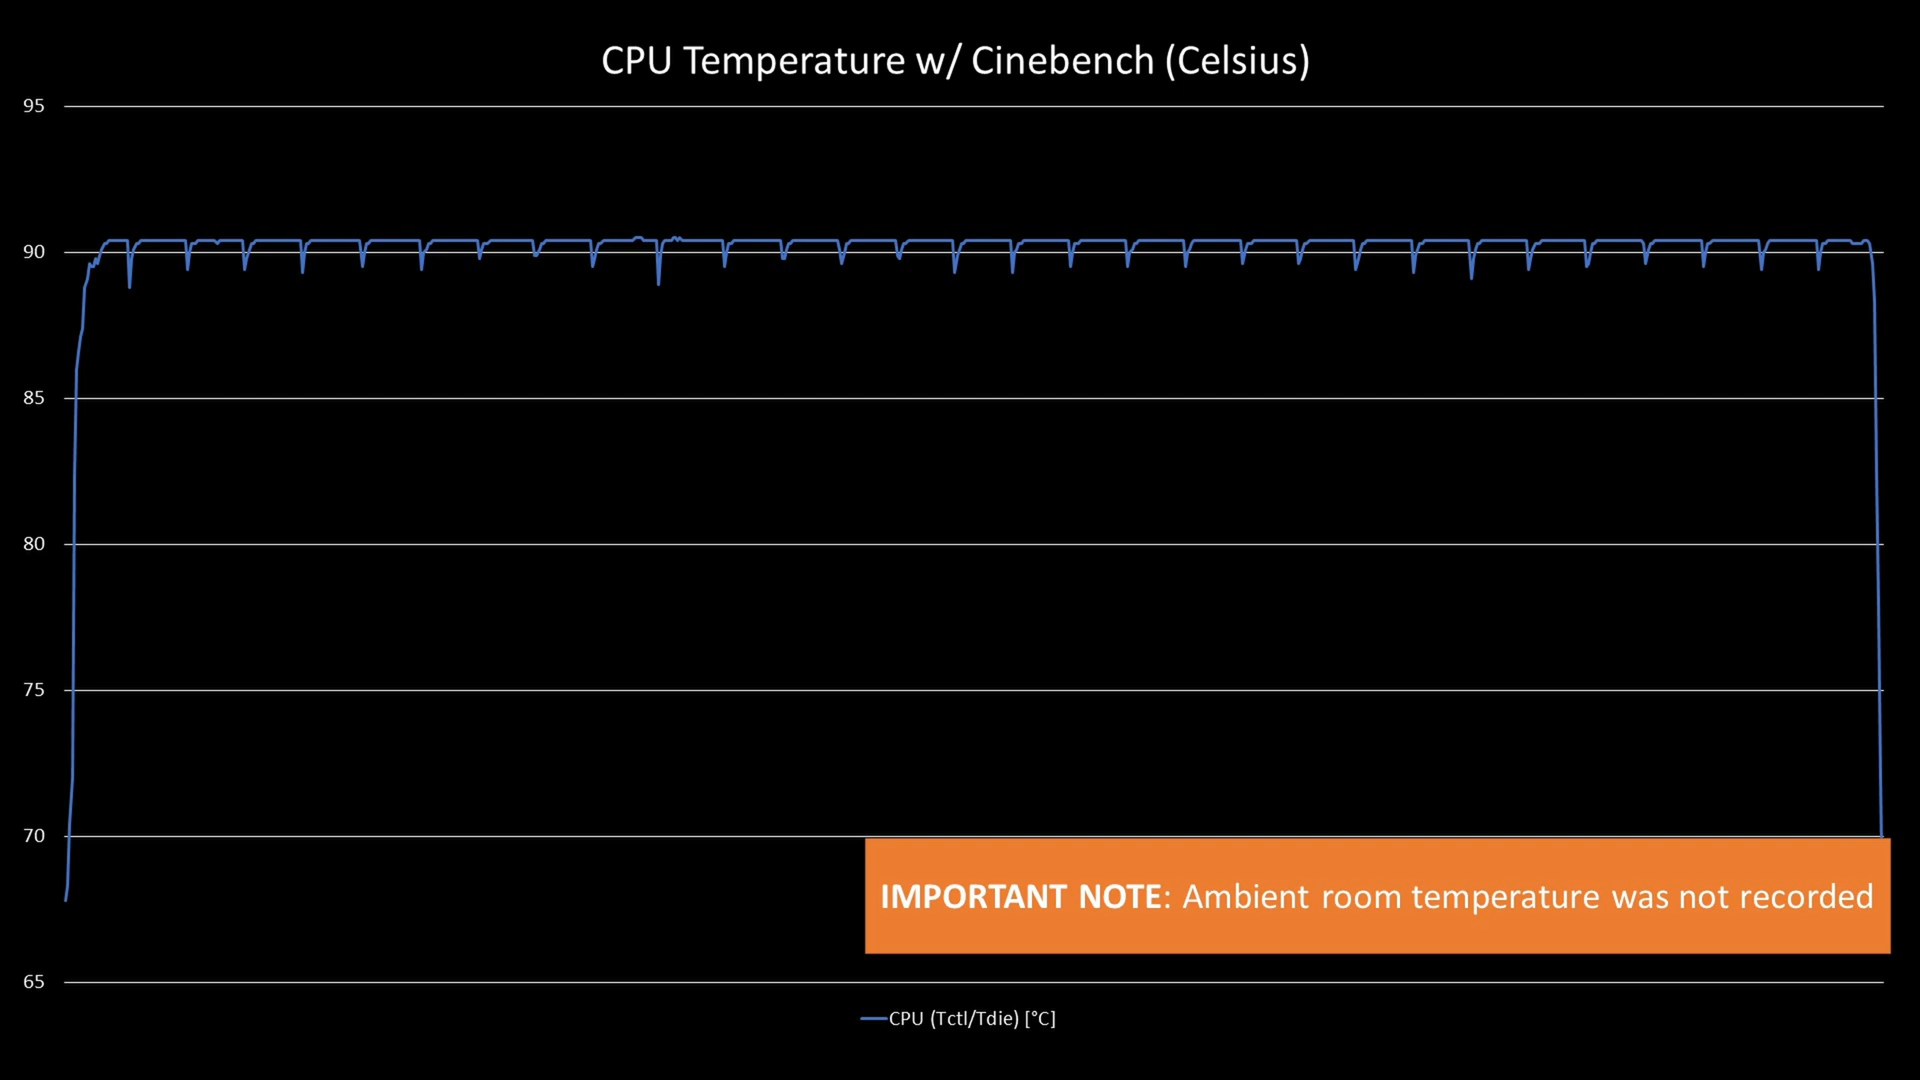 CPU Temperature w/ Cinebench (Celsius)
95
90
85
80
75
70
IMPORTANT NOTE: Ambient room temperature was not recorded
65
CPU (Tctl/Tdie) [°C]